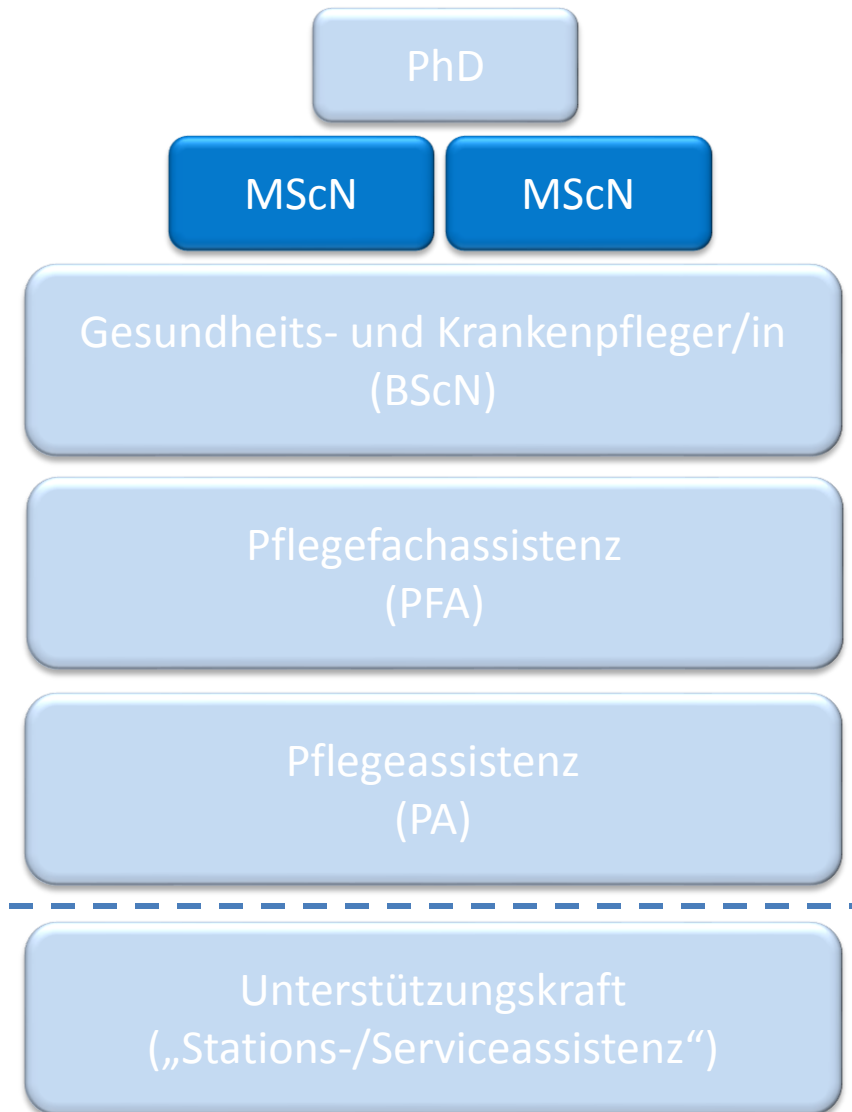 PhD
MScN MScN
Gesundheits- und Krankenpfleger/in
(BScN)
Pflegefachassistenz
(PFA)
Pflegeassistenz
(PA)
Unterstützungskraft
(„Stations-/Serviceassistenz“)